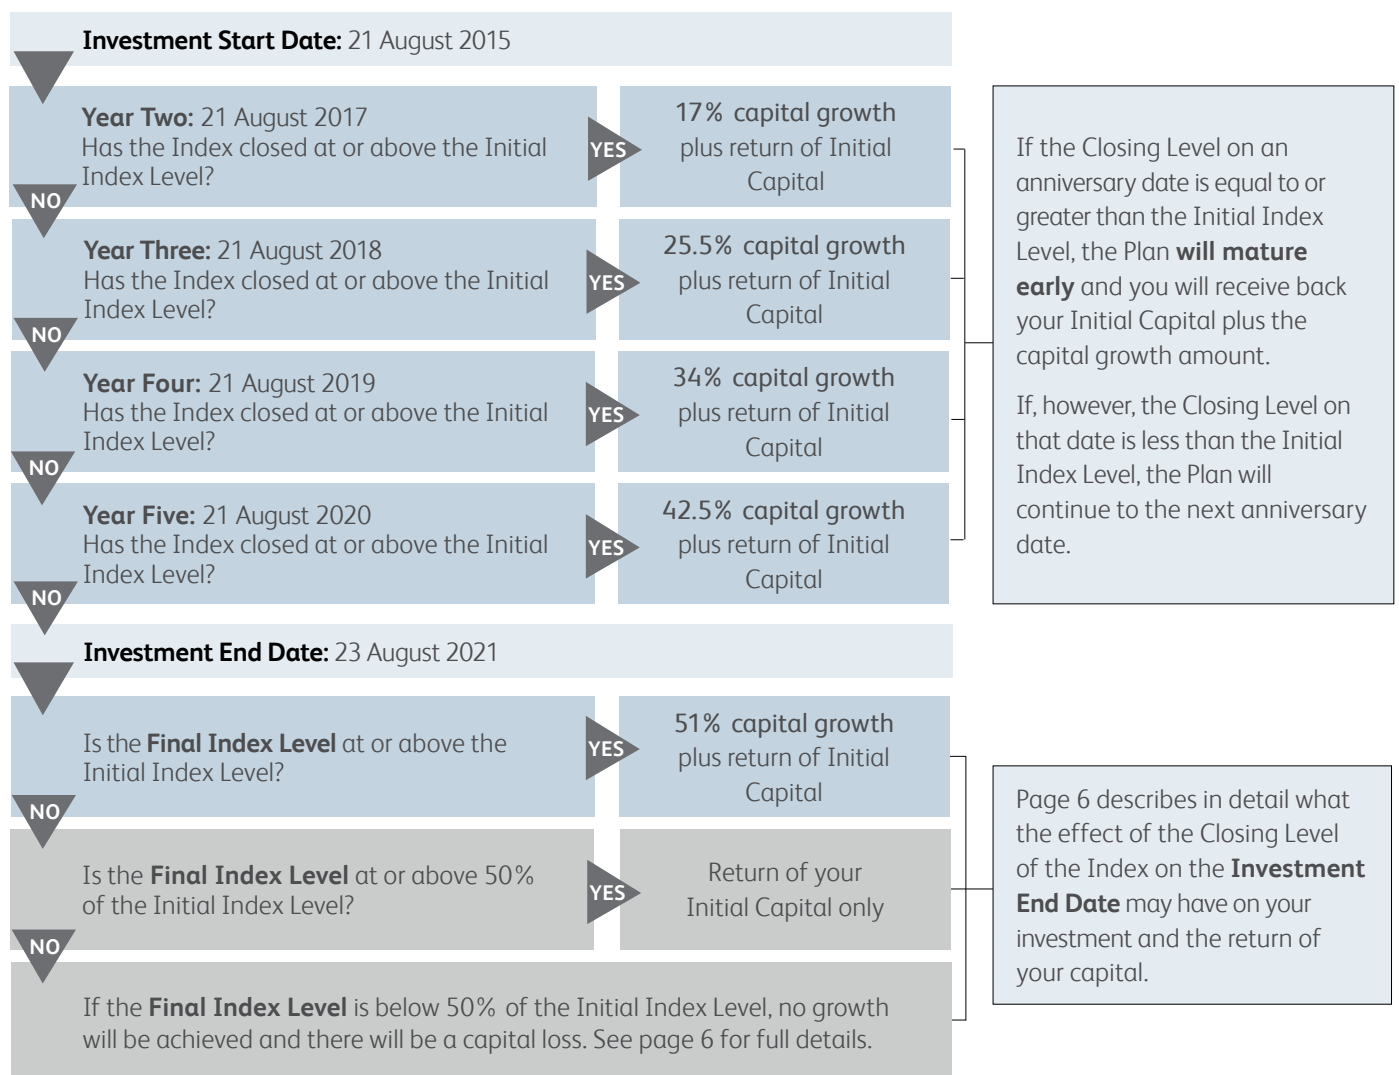 Investment Start Date: 21 August 2015
Year Two: 21 August 2017
Has the Index closed at or above the Initial
Index Level?
YES
17% capital growth
plus return of Initial
Capital
NO
Year Three: 21 August 2018
Has the Index closed at or above the Initial
Index Level?
YES
25.5% capital growth
plus return of Initial
Capital
NO
Year Four: 21 August 2019
Has the Index closed at or above the Initial
Index Level?
YES
34% capital growth
plus return of Initial
Capital
NO
Year Five: 21 August 2020
Has the Index closed at or above the Initial
Index Level?
YES
42.5% capital growth
plus return of Initial
Capital
NO
If the Closing Level on an
anniversary date is equal to or
greater than the Initial Index
Level, the Plan will mature
early and you will receive back
your Initial Capital plus the
capital growth amount.
If, however, the Closing Level on
that date is less than the Initial
Index Level, the Plan will
continue to the next anniversary
date.
Investment End Date: 23 August 2021
Is the Final Index Level at or above the
Initial Index Level?
YES
51% capital growth
plus return of Initial
Capital
NO
Is the Final Index Level at or above 50%
of the Initial Index Level?
YES
Return of your
Initial Capital only
NO
If the Final Index Level is below 50% of the Initial Index Level, no growth
will be achieved and there will be a capital loss. See page 6 for full details.
Page 6 describes in detail what
the effect of the Closing Level
of the Index on the Investment
End Date may have on your
investment and the return of
your capital.